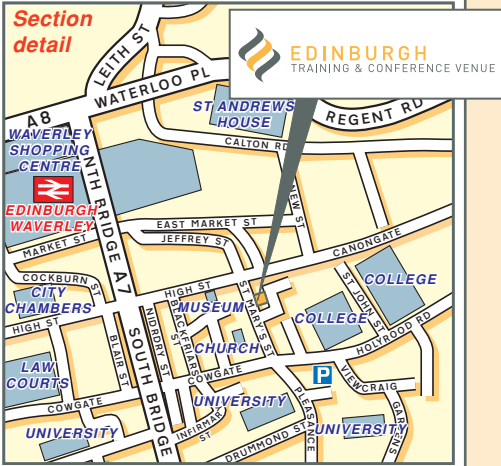 Section
detail
EDINBURGH
TRAINING & CONFERENCE VENUE
LEITH ST
WATERLOO PL
REGENT RD
A8
ST ANDREWS
HOUSE
CALTON RD
WAVERLEY
SHOPPING
CENTRE
NTH BRIDGE A7
NEW ST
EDINBURGH
WAVERLEY
EAST MARKET ST
JEFFREY ST
MARKET ST
CANONGATE
COCKBURN ST
HIGH ST
ST JOHN ST
COLLEGE
CITY
CHAMBERS
MUSEUM
ST MARY'S ST
COLLEGE
HIGH ST
NIDRDRY ST
BLACKFRIARS
ST
HOLYROOD RD
BLAIR ST
SOUTH BRIDGE
CHURCH
LAW
COURTS
COWGATE
P
VIEWCRAIG
GARDENS
COWGATE
UNIVERSITY
PLEASANCE
INFIRMARY
ST
UNIVERSITY
DRUMMOND ST
UNIVERSITY